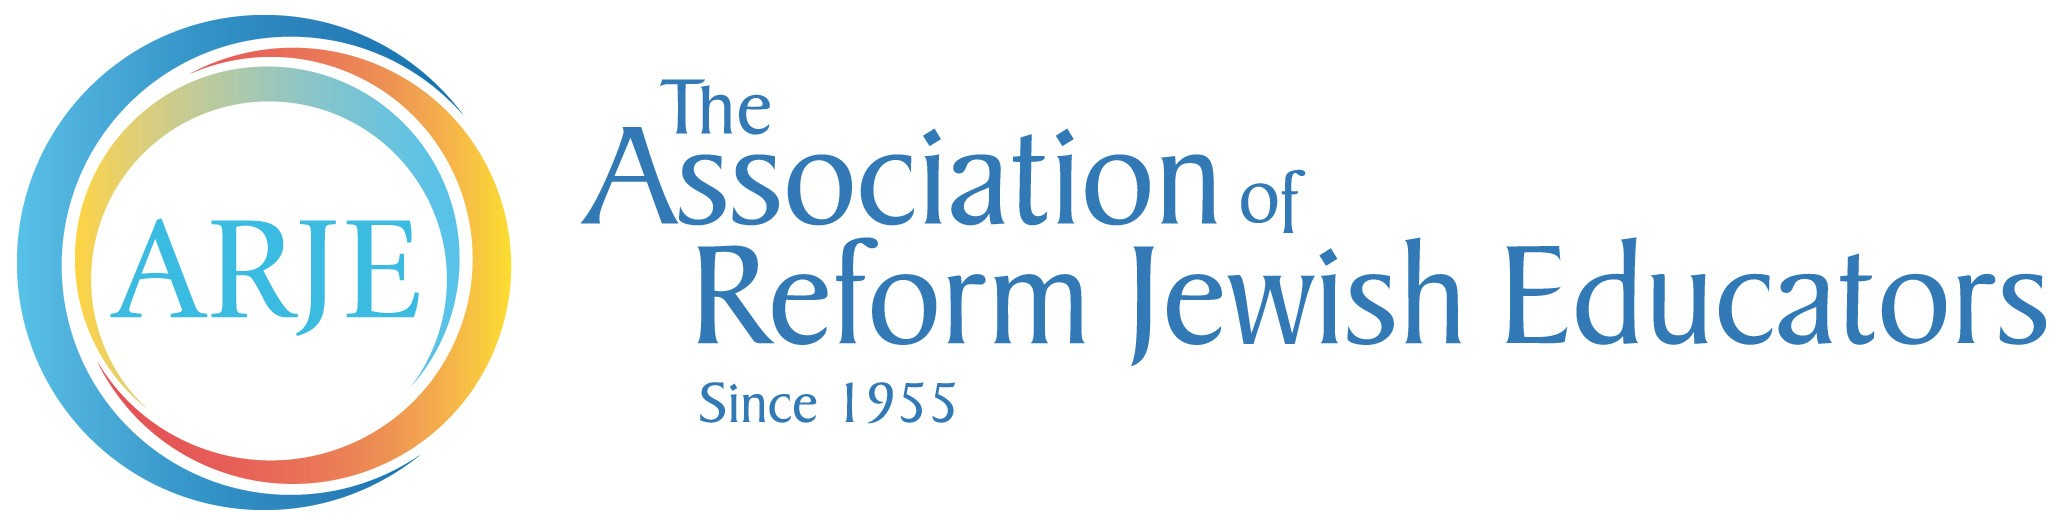 ARJE
The
Association of
Reform Jewish Educators
Since 1955